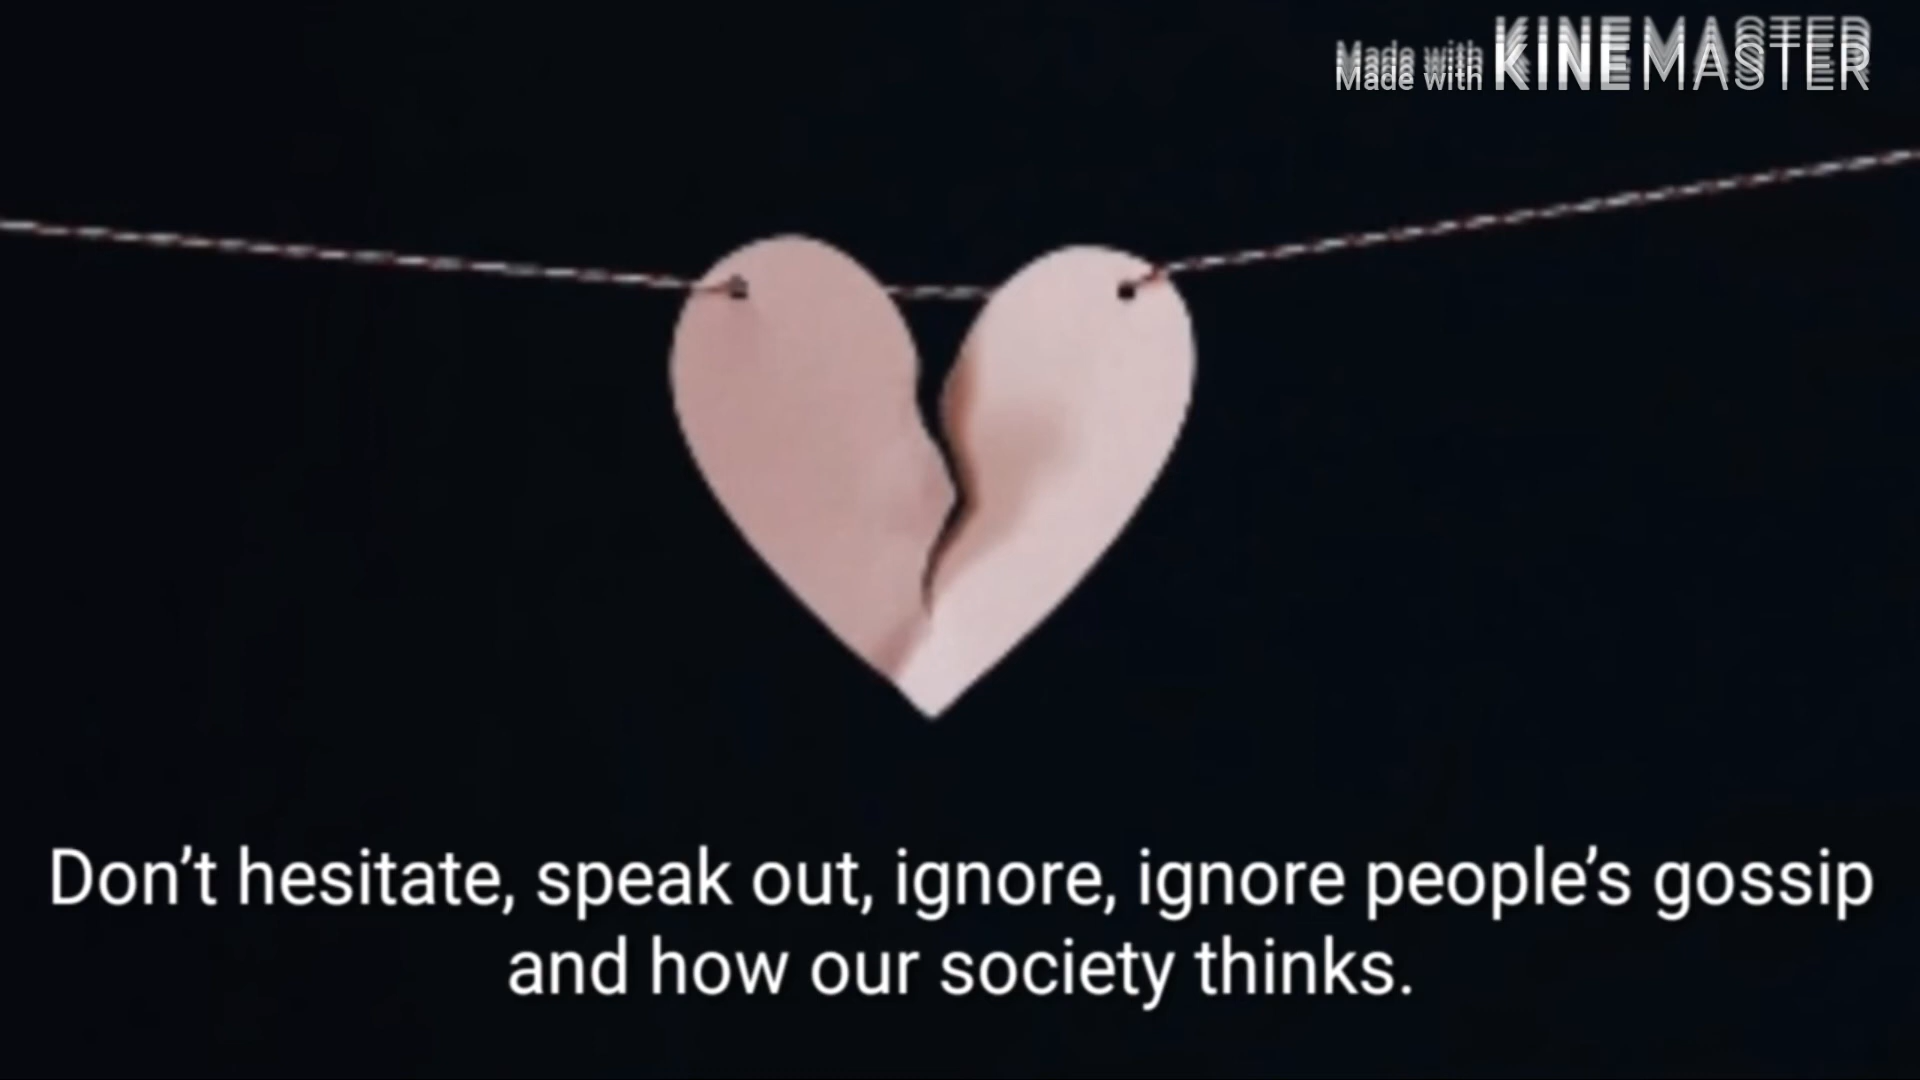 Made with KINEMASTER
Don’t hesitate, speak out, ignore, ignore people’s gossip
and how our society thinks.